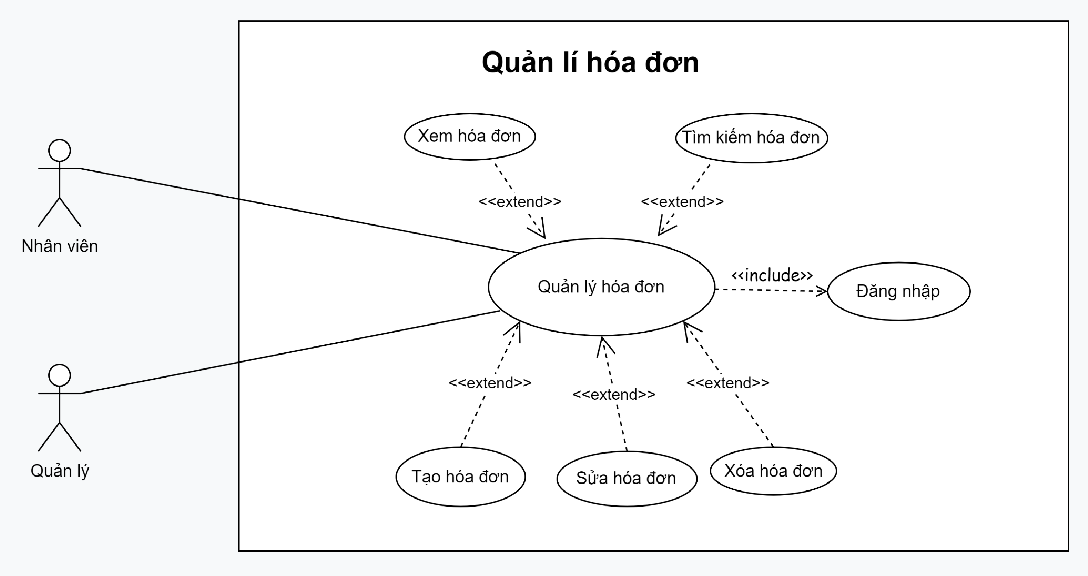 Quản lí hóa đơn
Xem hóa đơn
Tìm kiếm hóa đơn
<<extend>>
<<extend>>
Nhân viên
Quản lý hóa đơn
<<include>>
Đăng nhập
<<extend>>
<<extend>>
<<extend>>
Quản lý
Tạo hóa đơn
Sửa hóa đơn
Xóa hóa đơn